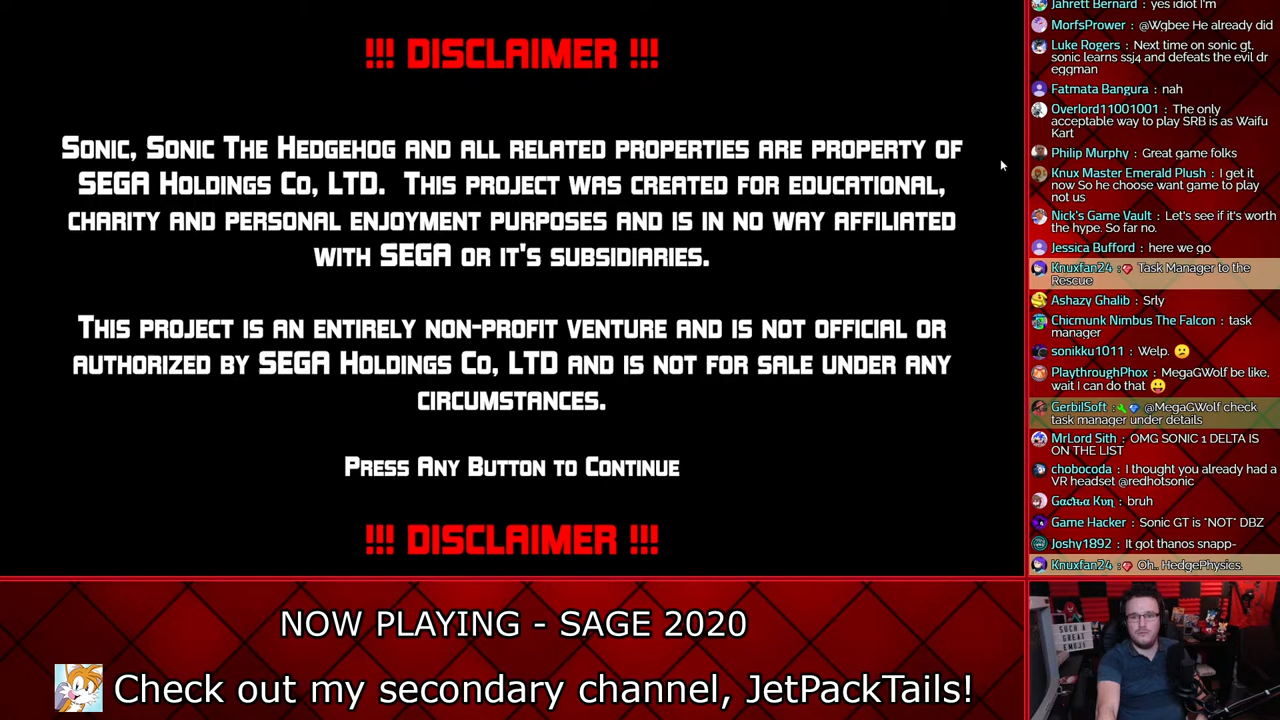 !!! DISCLAIMER !!!
Sonic, Sonic The Hedgehog and all related properties are property of
SEGA Holdings Co, LTD. This project was created for educational,
charity and personal enjoyment purposes and is in no way affiliated
with SEGA or it's subsidiaries.
This project is an entirely non-profit venture and is not official or
authorized by SEGA Holdings Co, LTD and is not for sale under any
circumstances.
Press Any Button to Continue
!!! DISCLAIMER !!!
Jahrett Bernard : yes idiot I'm
MorfsPrower : @Wgbee He already did
Luke Rogers : Next time on sonic gt,
sonic learns ssj4 and defeats the evil dr
eggman
Fatmata Bangura : nah
Overlord11001001 : The only
acceptable way to play SRB is as Waifu
Kart
Philip Murphy : Great game folks
Knux Master Emerald Plush : I get it
now So he choose want game to play
not us
Nick's Game Vault : Let's see if it's worth
the hype. So far no.
Jessica Bufford : here we go
Knuxfan24 : Task Manager to the
Rescue
Ashazy Ghalib : Srly
Chicmunk Nimbus The Falcon : task
manager
sonikku1011 : Welp. 🙁
PlaythroughPhox : MegaGWolf be like,
wait I can do that 😛
GerbilSoft : @MegaGWolf check
task manager under details
MrLord Sith : OMG SONIC 1 DELTA IS
ON THE LIST
chobocoda : I thought you already had a
VR headset @redhotsonic
: bruh
Game Hacker : Sonic GT is *NOT* DBZ
Joshy1892 : It got thanos snapp-
Knuxfan24 : Oh.. HedgePhysics.
SUCH A
GREAT
EMOJI
NOW PLAYING - SAGE 2020
Check out my secondary channel, JetPackTails!